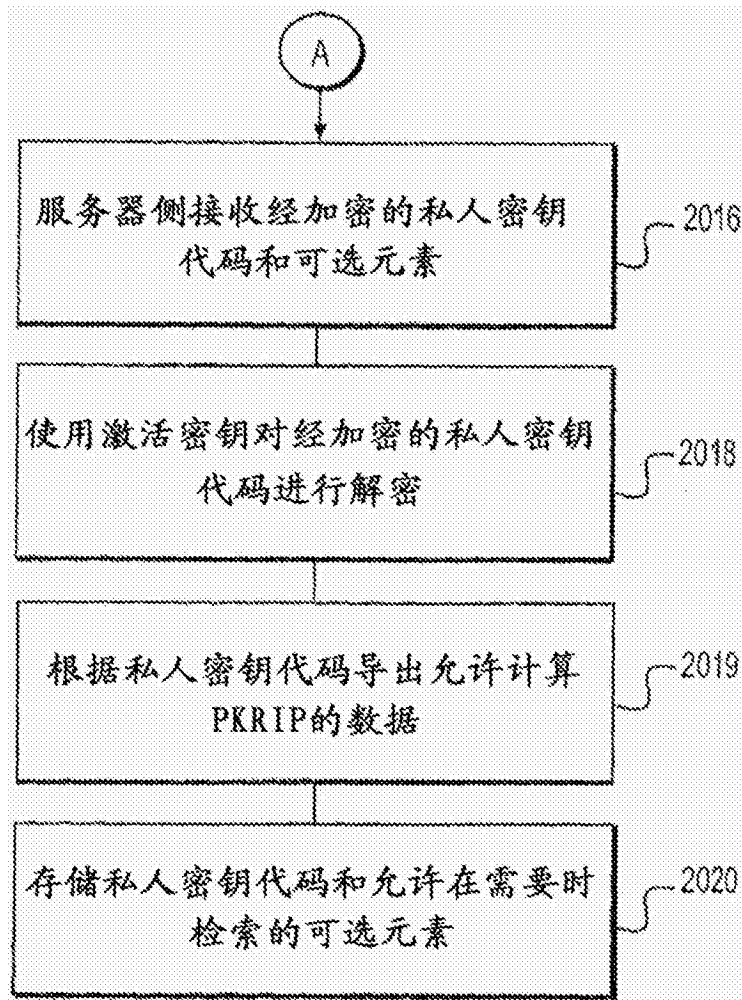 A
服务器侧接收经加密的私人密钥
代码和可选元素
2016
使用激活密钥对经加密的私人密钥
代码进行解密
2018
根据私人密钥代码导出允许计算
PKRIP的数据
2019
存储私人密钥代码和允许在需要时
检索的可选元素
2020